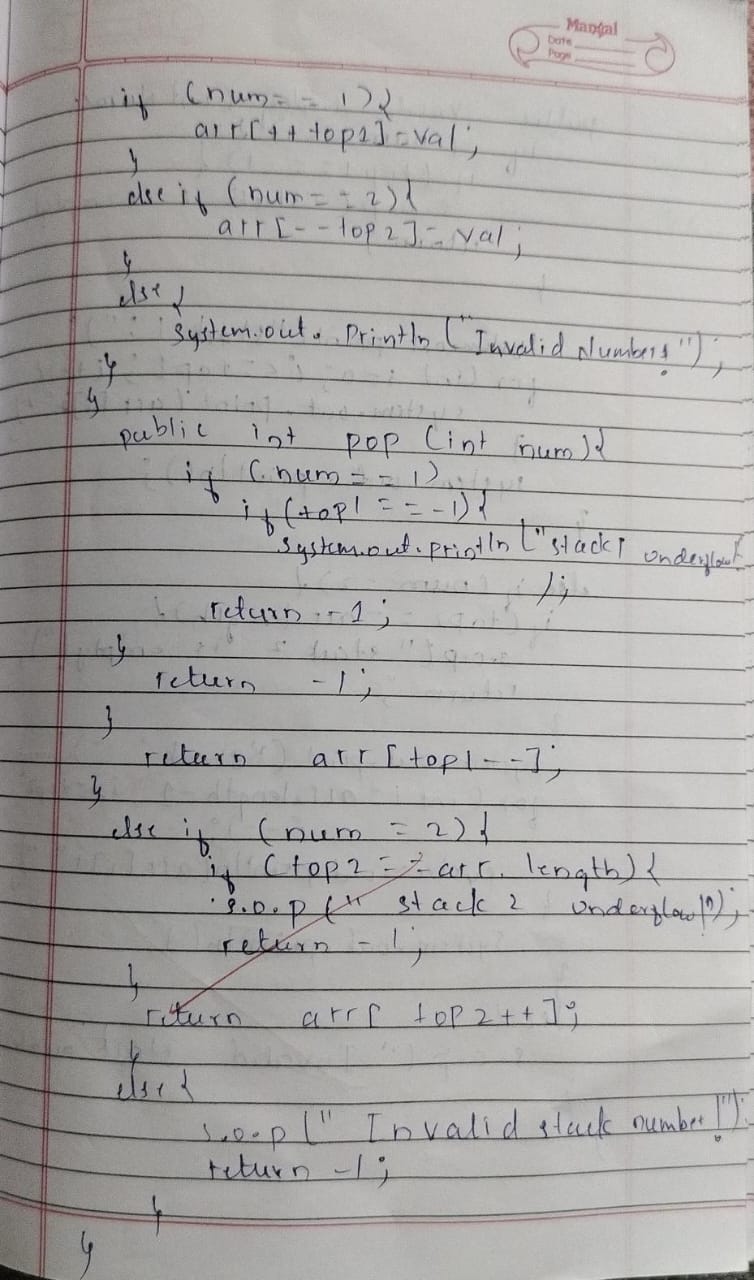 Mangal
Date
Page
if (num == 1){
arr[++top1]=val;
}
else if (num == 2){
arr[--top2]=val;
}
else {
System.out.Println ("Invalid Numbers");
}
}
public int pop (int num){
if (num == 1)
if (top1 == -1){
System.out.println ("stack1 underflow"
);
return -1;
}
return -1;
}
return arr[top1--];
}
else if (num = 2){
if (top2 == arr.length){
S.o.p(" stack 2 underflow!");
return -1;
}
return arr[ top2++];
}
else {
S.o.p(" Invalid stack number!");
return -1;
}
}